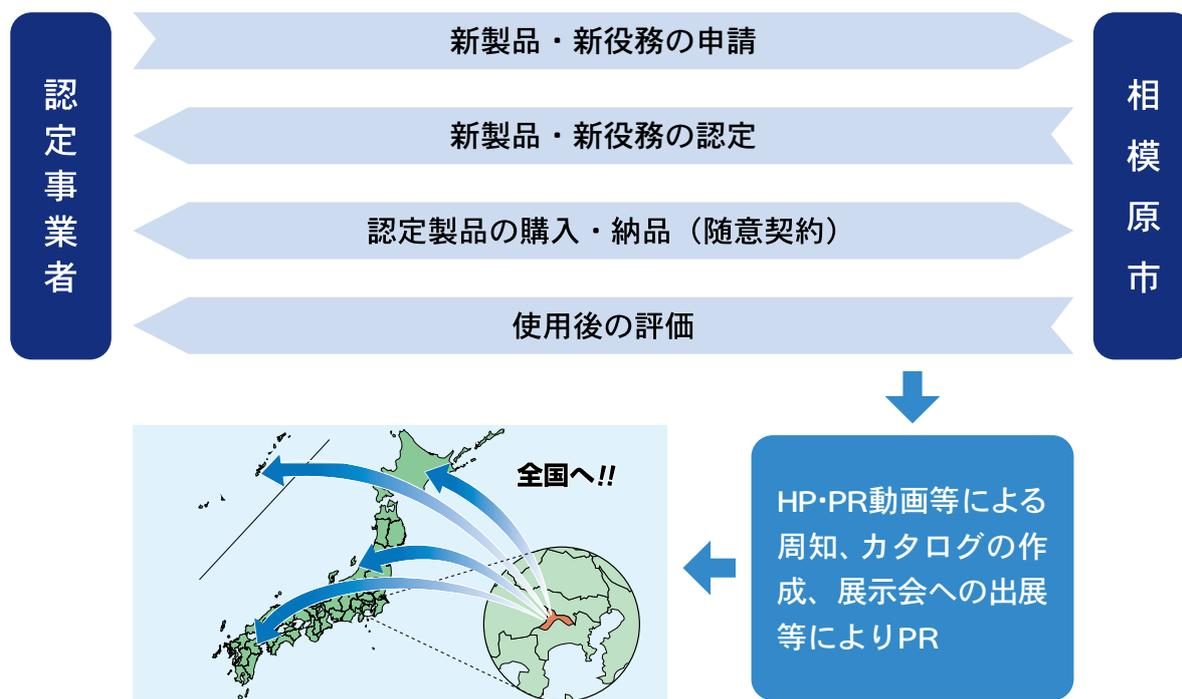 認定事業者
新製品・新役務の申請
新製品・新役務の認定
認定製品の購入・納品（随意契約）
使用後の評価
相模原市
全国へ!!
HP・PR動画等による
周知、カタログの作
成、展示会への出展
等によりPR